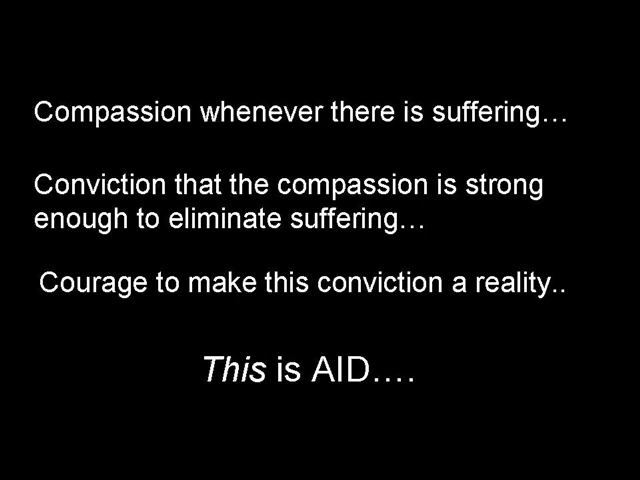 Compassion whenever there is suffering…
Conviction that the compassion is strong
enough to eliminate suffering…
Courage to make this conviction a reality..
This is AID….